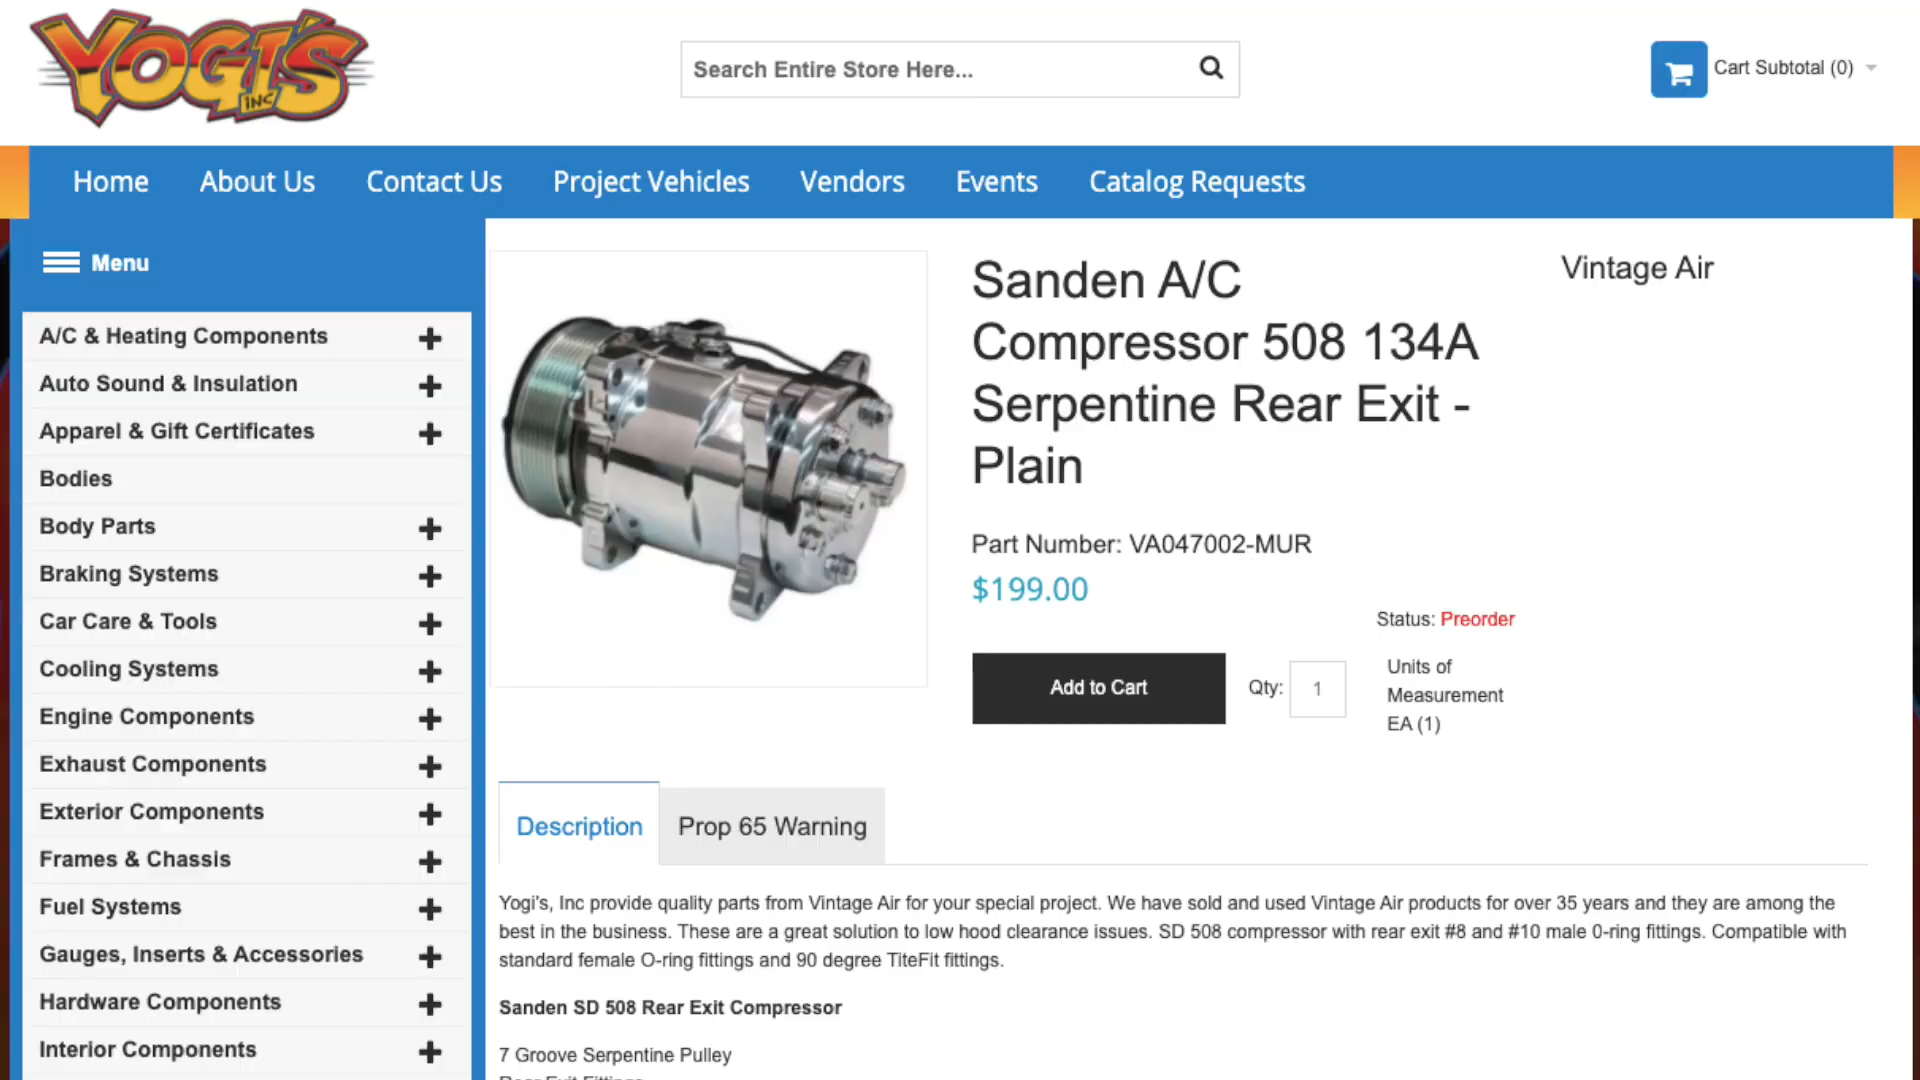 YOGI'S INC
Search Entire Store Here...
Cart Subtotal (0)
Home About Us Contact Us Project Vehicles Vendors Events Catalog Requests
Menu
A/C & Heating Components
Auto Sound & Insulation
Apparel & Gift Certificates
Bodies
Body Parts
Braking Systems
Car Care & Tools
Cooling Systems
Engine Components
Exhaust Components
Exterior Components
Frames & Chassis
Fuel Systems
Gauges, Inserts & Accessories
Hardware Components
Interior Components
Sanden A/C
Compressor 508 134A
Serpentine Rear Exit -
Plain
Vintage Air
Part Number: VA047002-MUR
$199.00
Status: Preorder
Add to Cart
Qty: 1
Units of
Measurement
EA (1)
Description
Prop 65 Warning
Yogi's, Inc provide quality parts from Vintage Air for your special project. We have sold and used Vintage Air products for over 35 years and they are among the
best in the business. These are a great solution to low hood clearance issues. SD 508 compressor with rear exit #8 and #10 male 0-ring fittings. Compatible with
standard female O-ring fittings and 90 degree TiteFit fittings.
Sanden SD 508 Rear Exit Compressor
7 Groove Serpentine Pulley